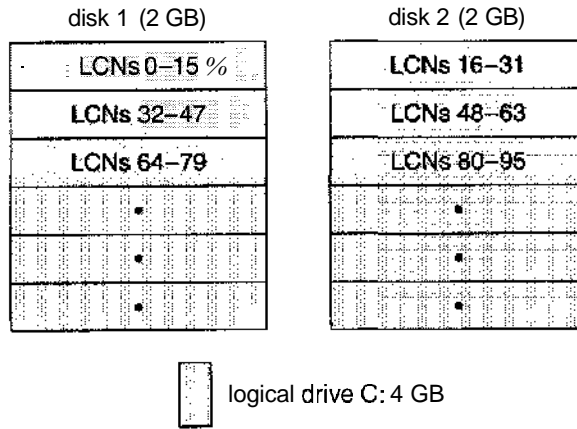 disk 1 (2 GB)
disk 2 (2 GB)
LCNs 0–15 %
LCNs 16–31
LCNs 32–47
LCNs 48–63
LCNs 64–79
LCNs 80–95
logical drive C: 4 GB